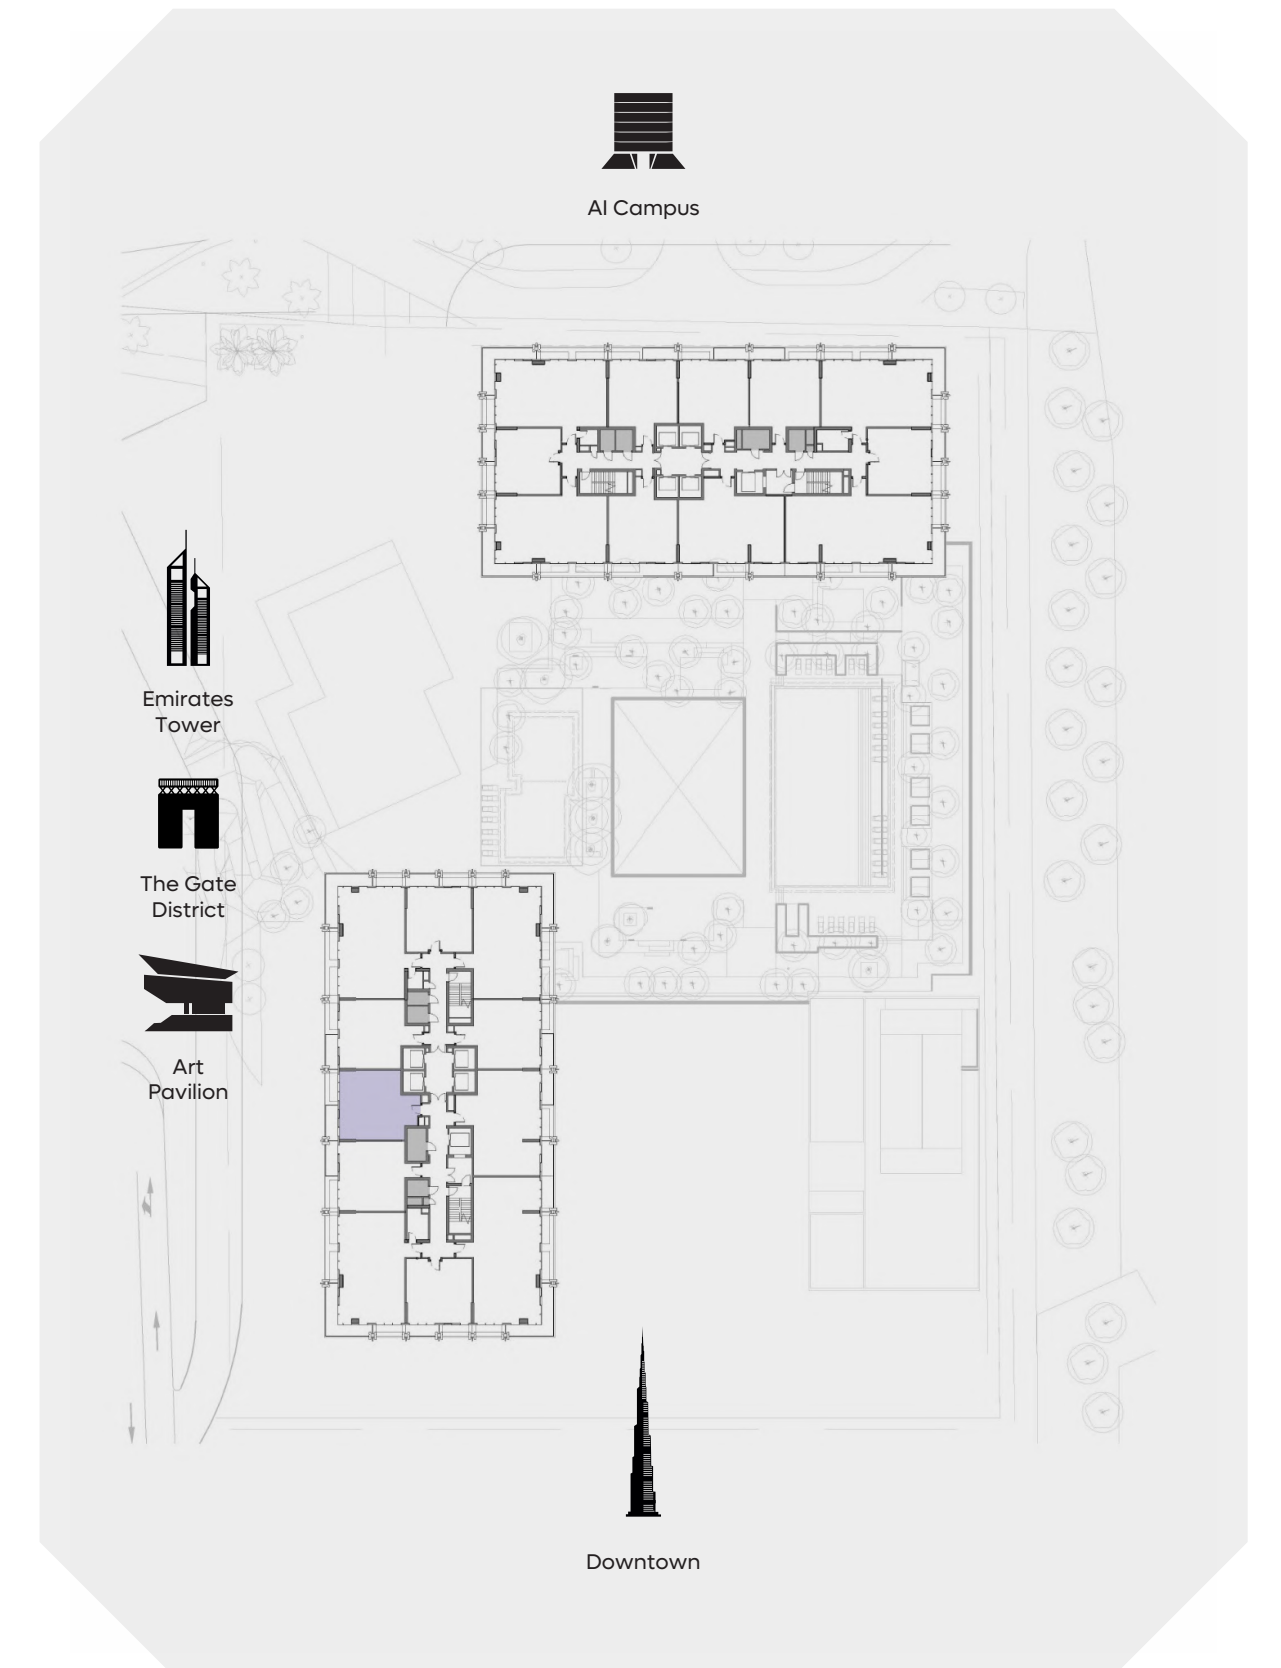 AI Campus
Emirates
Tower
The Gate
District
Art
Pavilion
Downtown